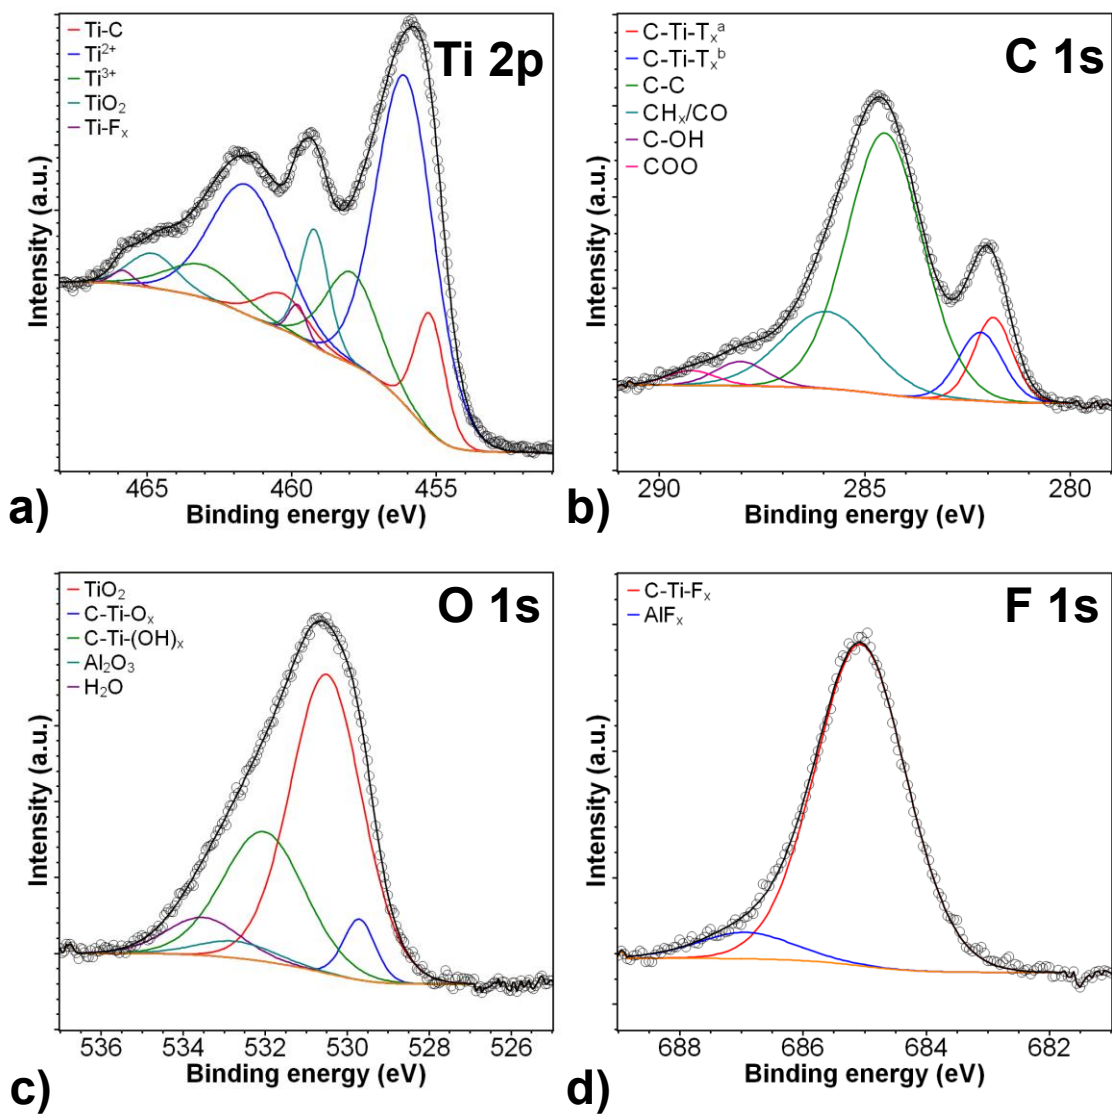 Ti-C
Ti²⁺
Ti³⁺
TiO₂
Ti-Fₓ
Ti 2p
Intensity (a.u.)
465 460 455
Binding energy (eV)
a)
C-Ti-Tₓᵃ
C-Ti-Tₓᵇ
C-C
CHₓ/CO
C-OH
COO
C 1s
Intensity (a.u.)
290 285 280
Binding energy (eV)
b)
TiO₂
C-Ti-Oₓ
C-Ti-(OH)ₓ
Al₂O₃
H₂O
O 1s
Intensity (a.u.)
536 534 532 530 528 526
Binding energy (eV)
c)
C-Ti-Fₓ
AlFₓ
F 1s
Intensity (a.u.)
688 686 684 682
Binding energy (eV)
d)